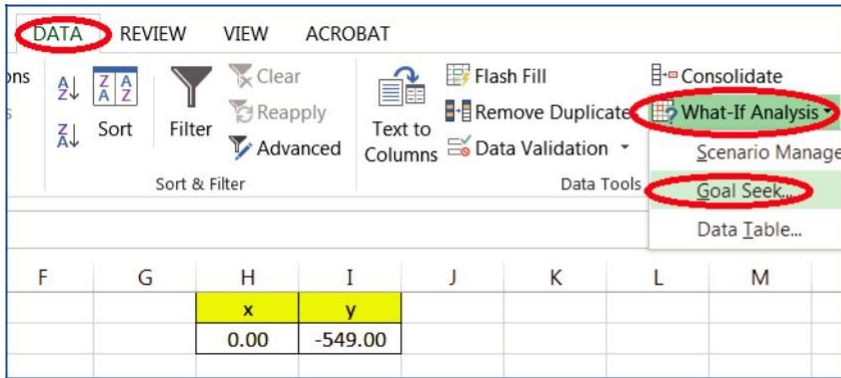 DATA REVIEW VIEW ACROBAT
ons Clear Flash Fill Consolidate
Sort Filter Reapply Text to Columns Remove Duplicate What-If Analysis
Advanced Data Validation Scenario Manage
Sort & Filter Data Tools Goal Seek...
Data Table...
F G H I J K L M
x y
0.00 -549.00